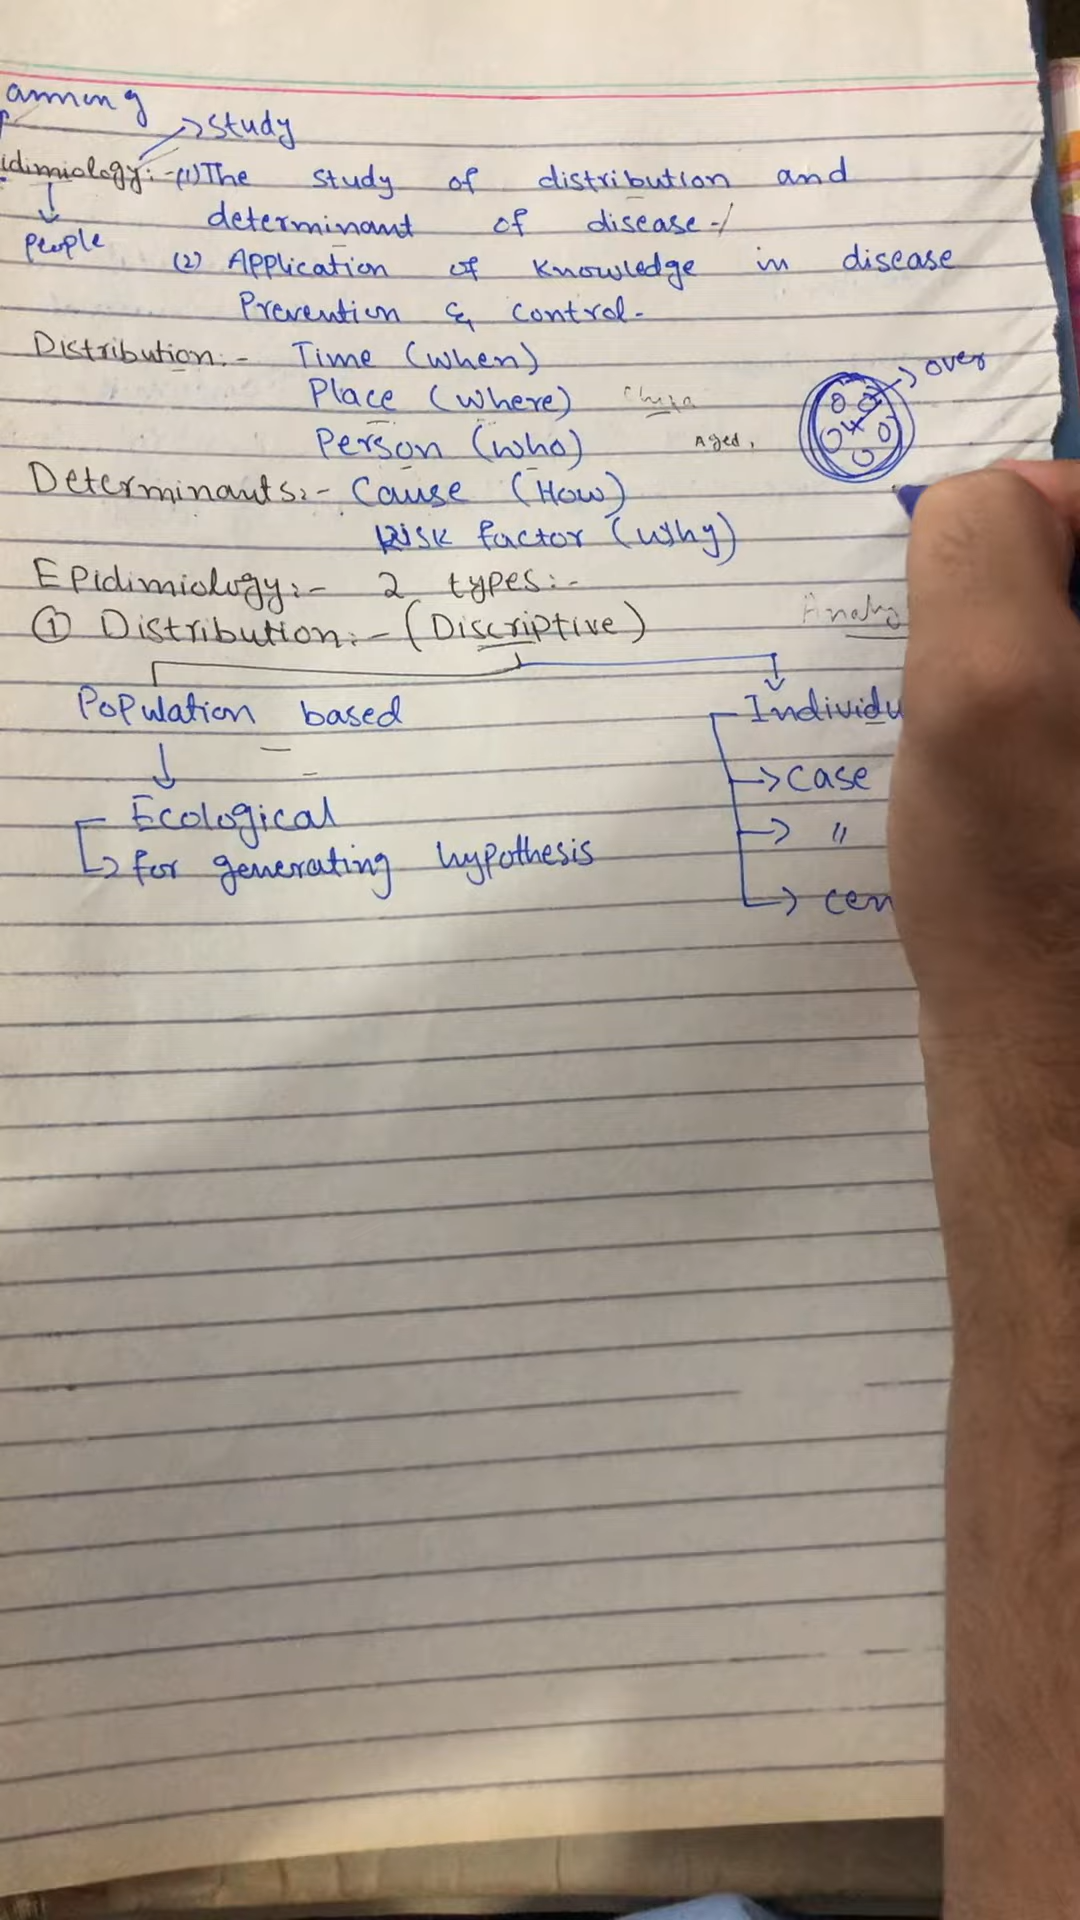 amm
study
idimiology:- (1) The study of distribution and
determinant of disease-/
people
(2) Application of knowledge in disease
Prevention & control-
Distribution:- Time (when)
Place (where)
over
Person (who) Aged,
Determinants:- Cause (How)
Risk factor (why)
Epidimiology:- 2 types:-
① Distribution:- (Discriptive)
Population based Individu
case
Ecological "
for generating hypothesis
cen